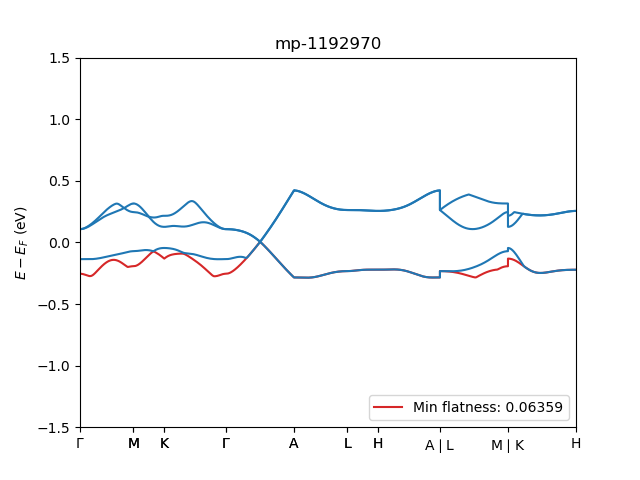 mp-1192970
1.5
1.0
0.5
0.0
−0.5
−1.0
−1.5
E − E_F (eV)
Min flatness: 0.06359
Γ M K Γ A L H A | L M | K H